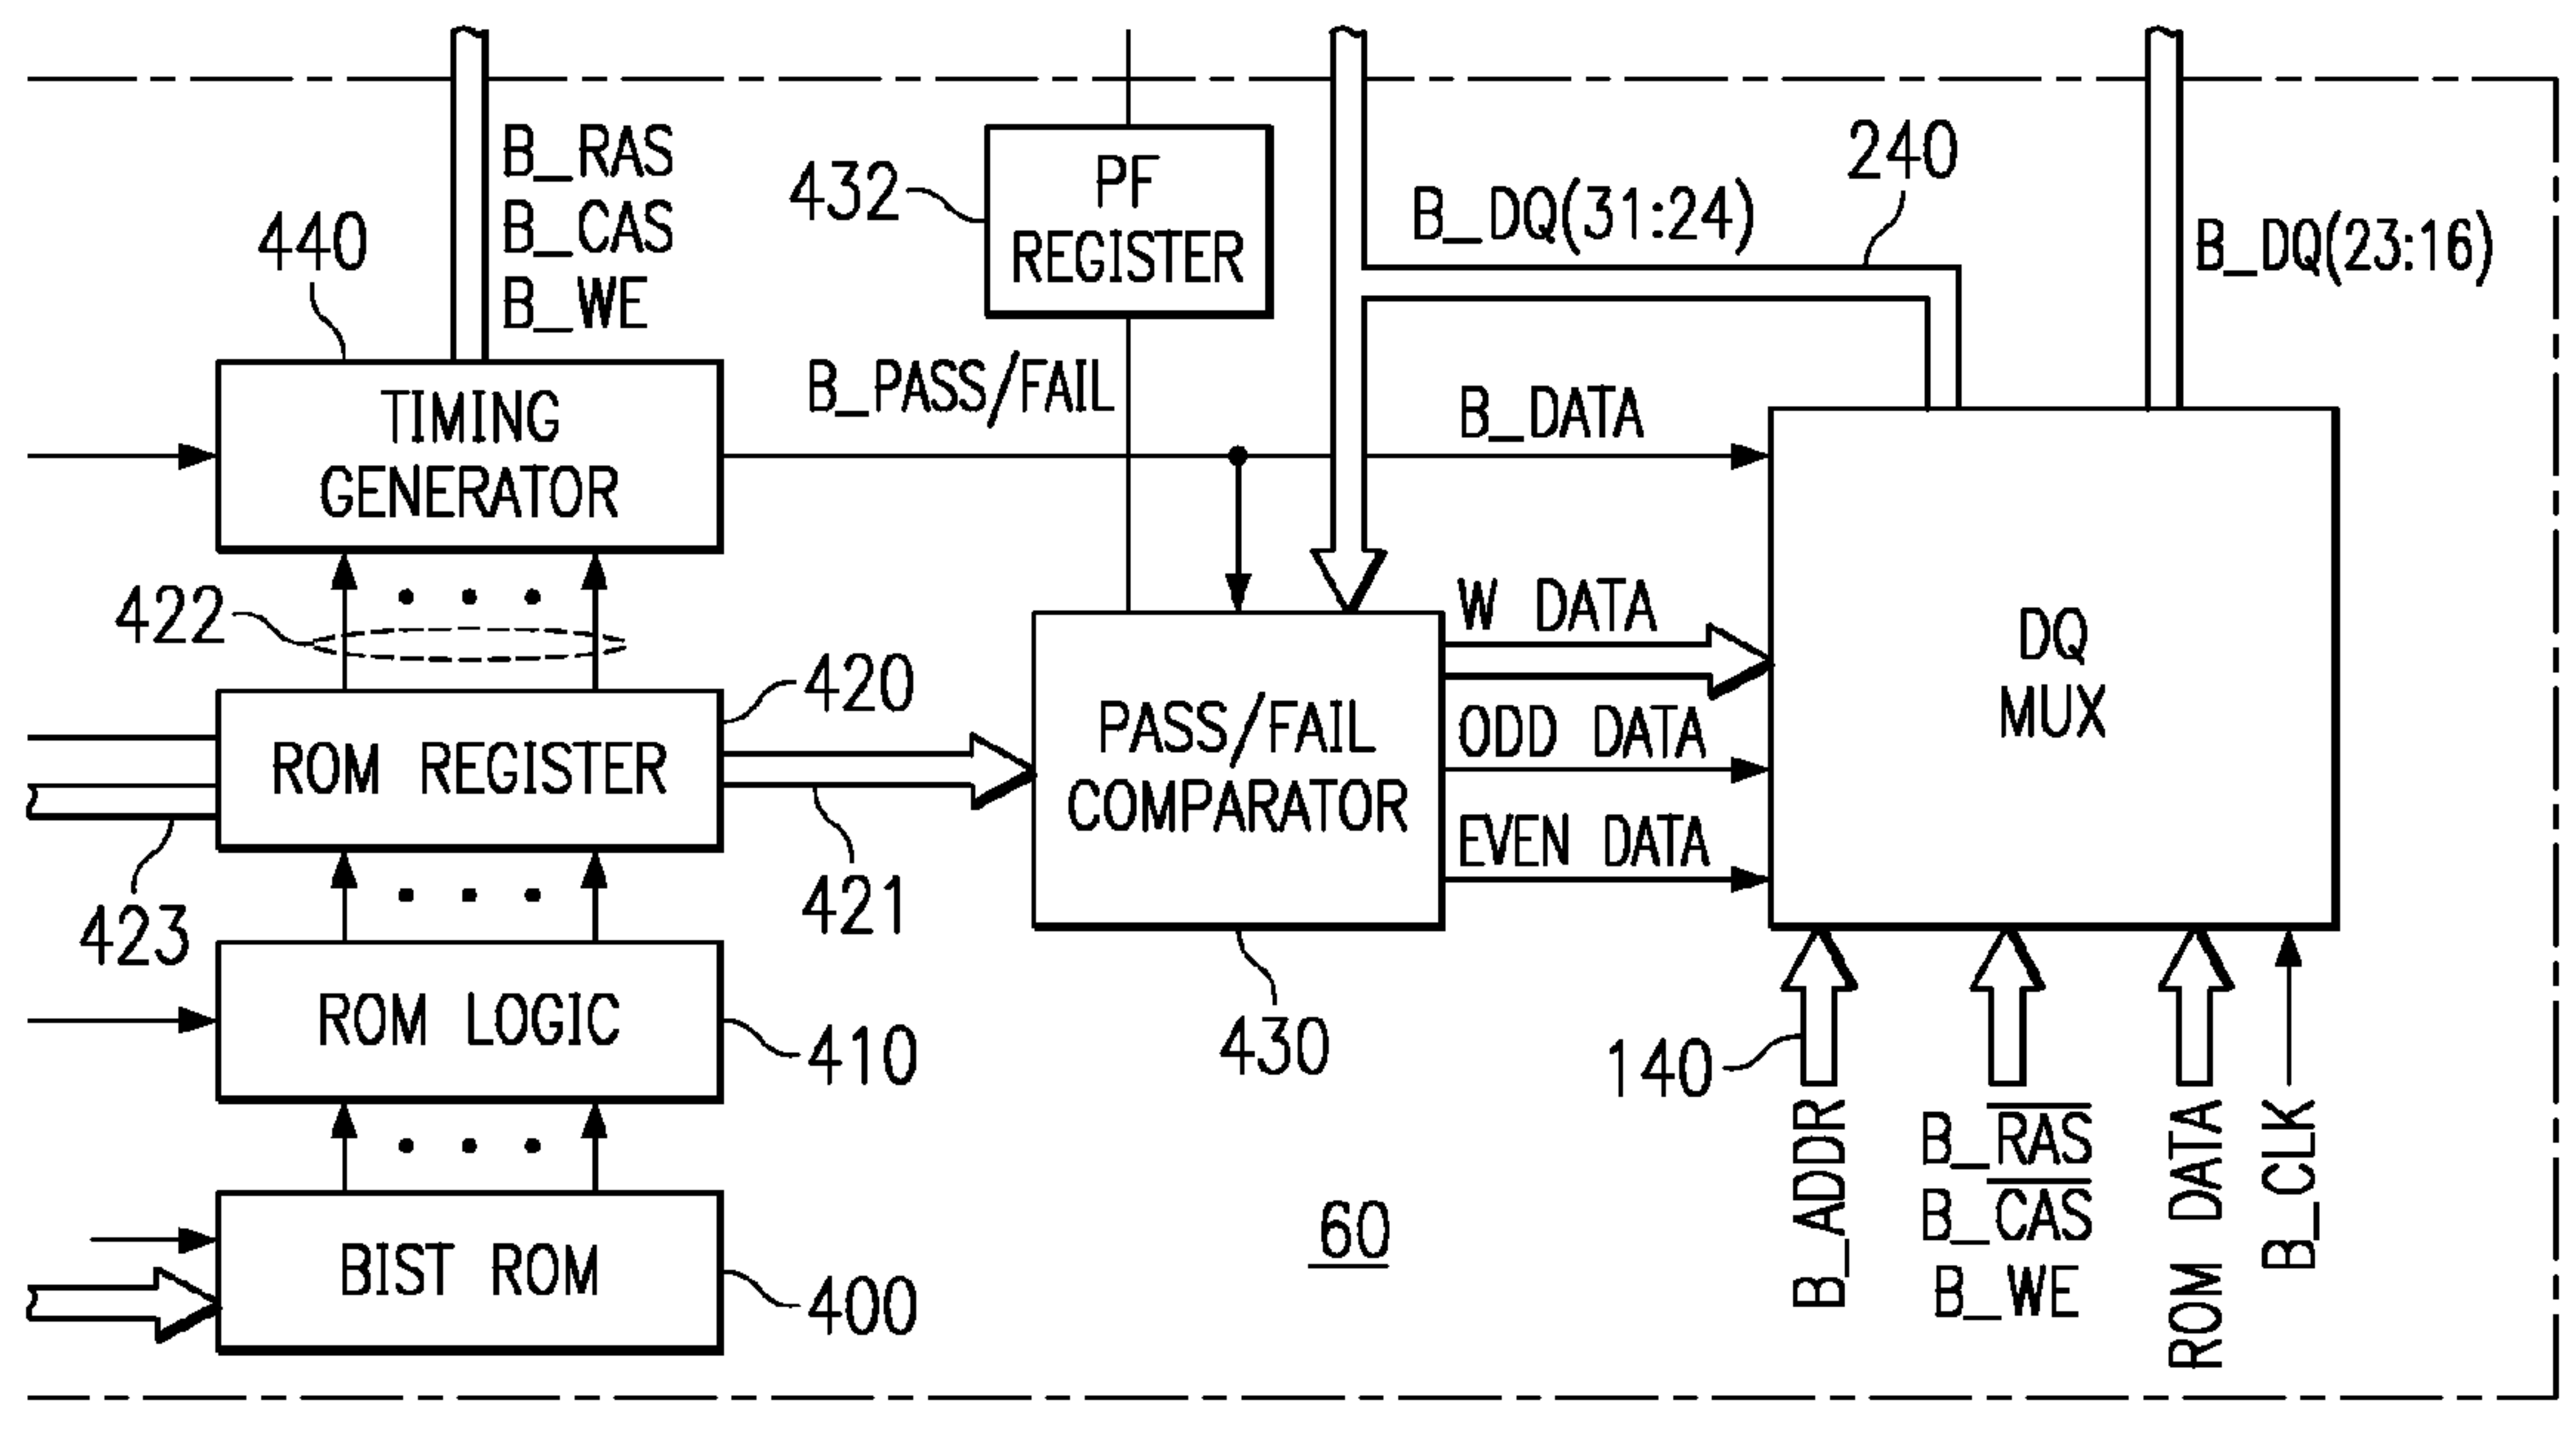 B_RAS
B_CAS
B_WE
440
432
PF
REGISTER
B_DQ(31:24)
240
B_DQ(23:16)
TIMING
GENERATOR
B_PASS/FAIL
B_DATA
422
420
W DATA
DQ
MUX
ROM REGISTER
421
423
PASS/FAIL
COMPARATOR
ODD DATA
EVEN DATA
ROM LOGIC
410
430
140
B_ADDR
B_R̅A̅S̅
B_C̅A̅S̅
B_WE
ROM DATA
B_CLK
60
BIST ROM
400